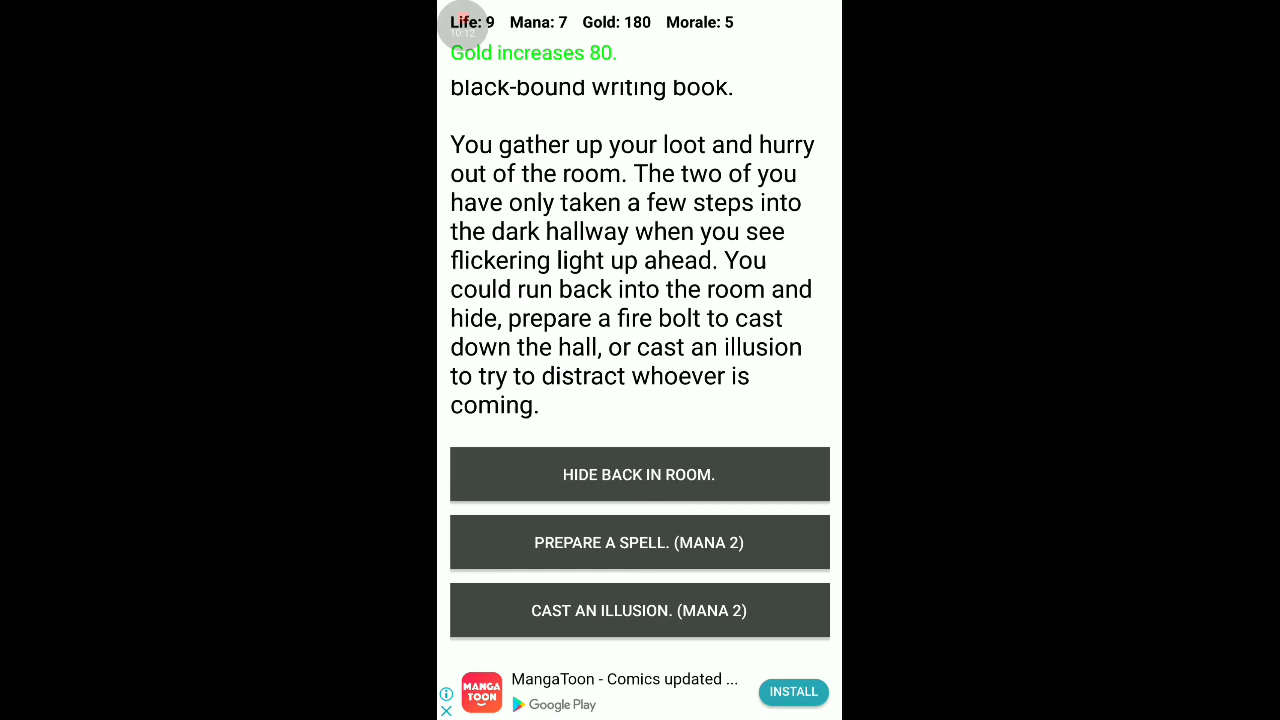 Life: 9 Mana: 7 Gold: 180 Morale: 5
10:12
Gold increases 80.
black-bound writing book.
You gather up your loot and hurry
out of the room. The two of you
have only taken a few steps into
the dark hallway when you see
flickering light up ahead. You
could run back into the room and
hide, prepare a fire bolt to cast
down the hall, or cast an illusion
to try to distract whoever is
coming.
HIDE BACK IN ROOM.
PREPARE A SPELL. (MANA 2)
CAST AN ILLUSION. (MANA 2)
MangaToon - Comics updated ...
MANGA
TOON
Google Play
INSTALL